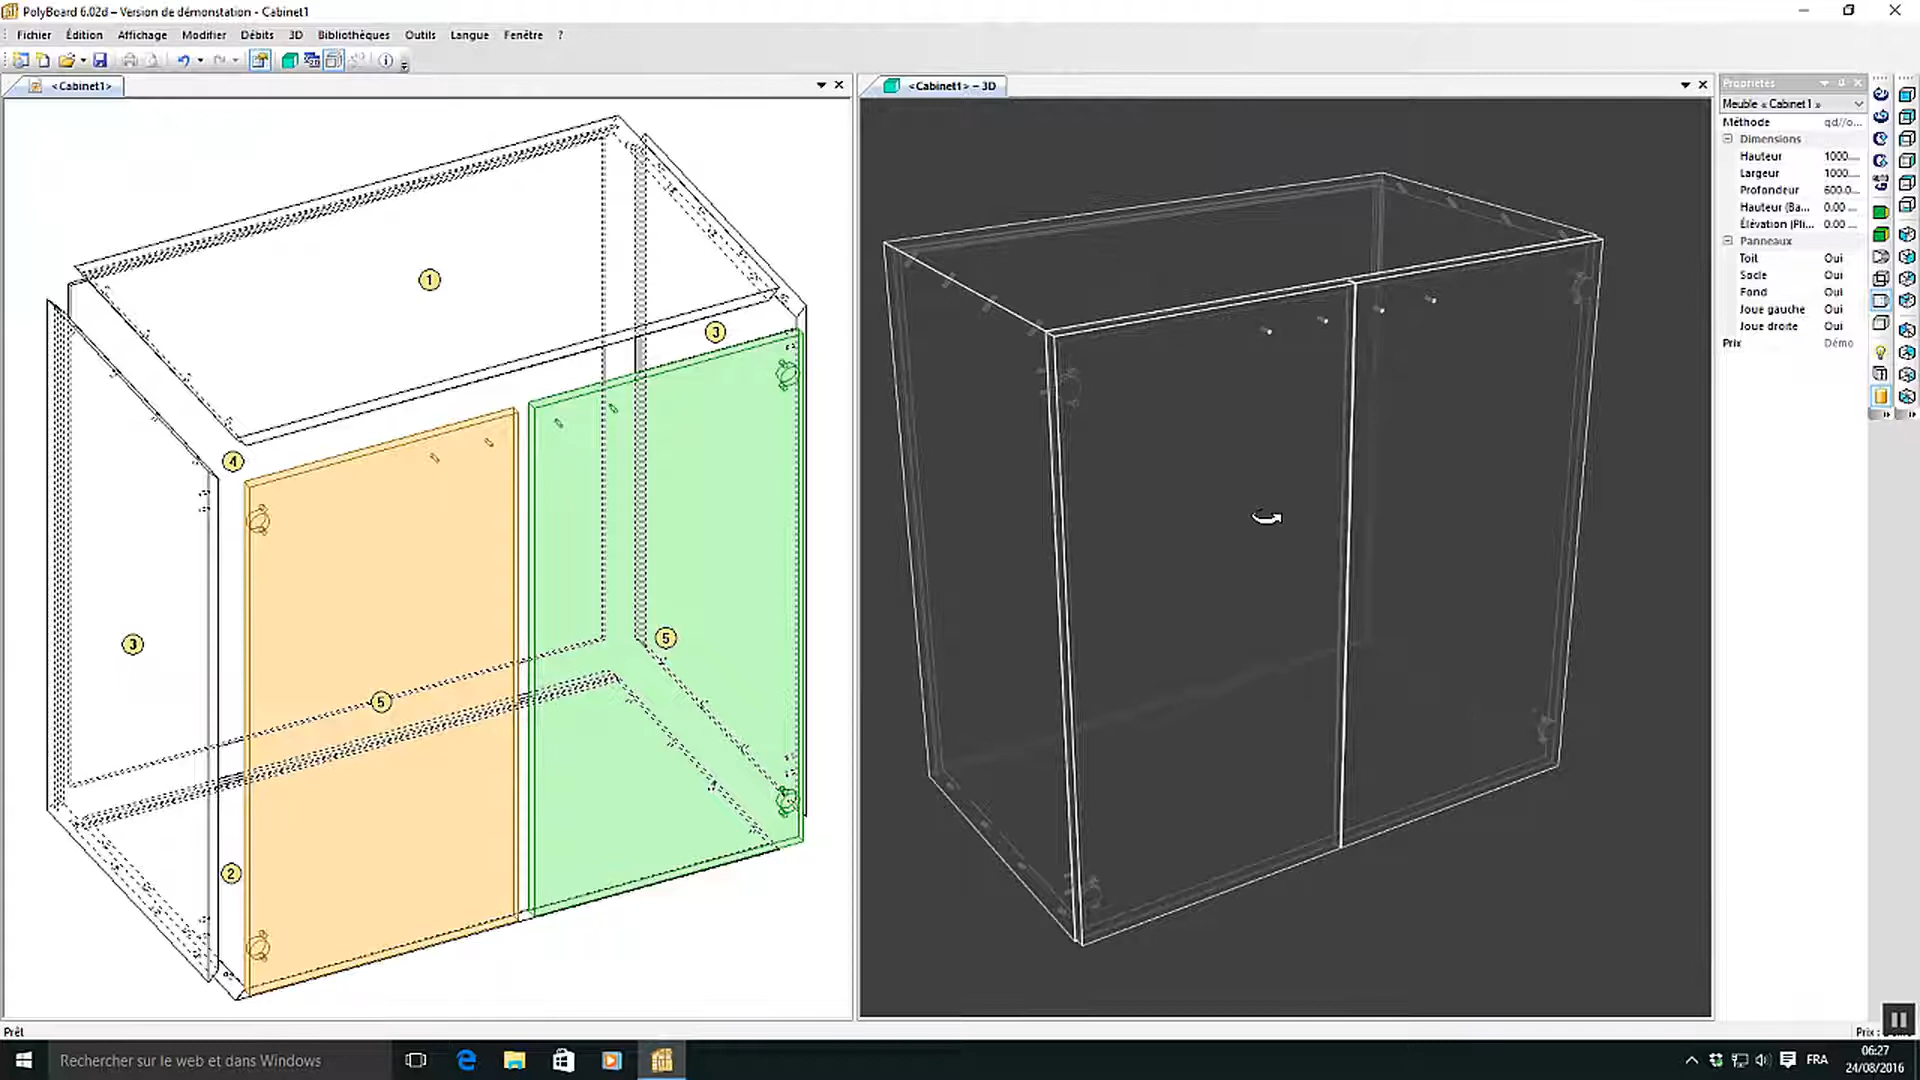 PolyBoard 6.02d – Version de démonstation - Cabinet1
Fichier Édition Affichage Modifier Débits 3D Bibliothèques Outils Langue Fenêtre ?
<Cabinet1>
<Cabinet1> – 3D
Propriétés
Meuble « Cabinet1 »
Méthode qd//o...
Dimensions
Hauteur 1000....
Largeur 1000....
Profondeur 600.0...
Hauteur (Ba... 0.00 ...
Élévation (Pli... 0.00 ...
Panneaux
Toit Oui
Socle Oui
Fond Oui
Joue gauche Oui
Joue droite Oui
Prix Démo
1
3
4
3
5
5
2
Prêt
Prix :
Rechercher sur le web et dans Windows
FRA
06:27
24/08/2016